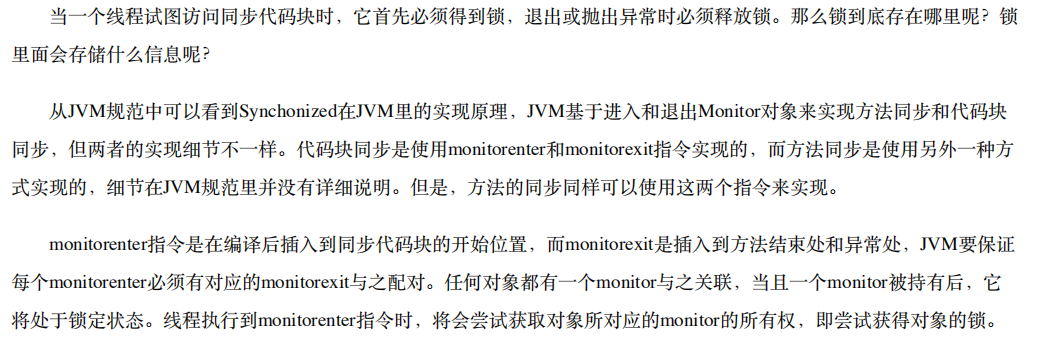 当一个线程试图访问同步代码块时，它首先必须得到锁，退出或抛出异常时必须释放锁。那么锁到底存在哪里呢？锁
里面会存储什么信息呢？
从JVM规范中可以看到Synchonized在JVM里的实现原理，JVM基于进入和退出Monitor对象来实现方法同步和代码块
同步，但两者的实现细节不一样。代码块同步是使用monitorenter和monitorexit指令实现的，而方法同步是使用另外一种方
式实现的，细节在JVM规范里并没有详细说明。但是，方法的同步同样可以使用这两个指令来实现。
monitorenter指令是在编译后插入到同步代码块的开始位置，而monitorexit是插入到方法结束处和异常处，JVM要保证
每个monitorenter必须有对应的monitorexit与之配对。任何对象都有一个monitor与之关联，当且一个monitor被持有后，它
将处于锁定状态。线程执行到monitorenter指令时，将会尝试获取对象所对应的monitor的所有权，即尝试获得对象的锁。